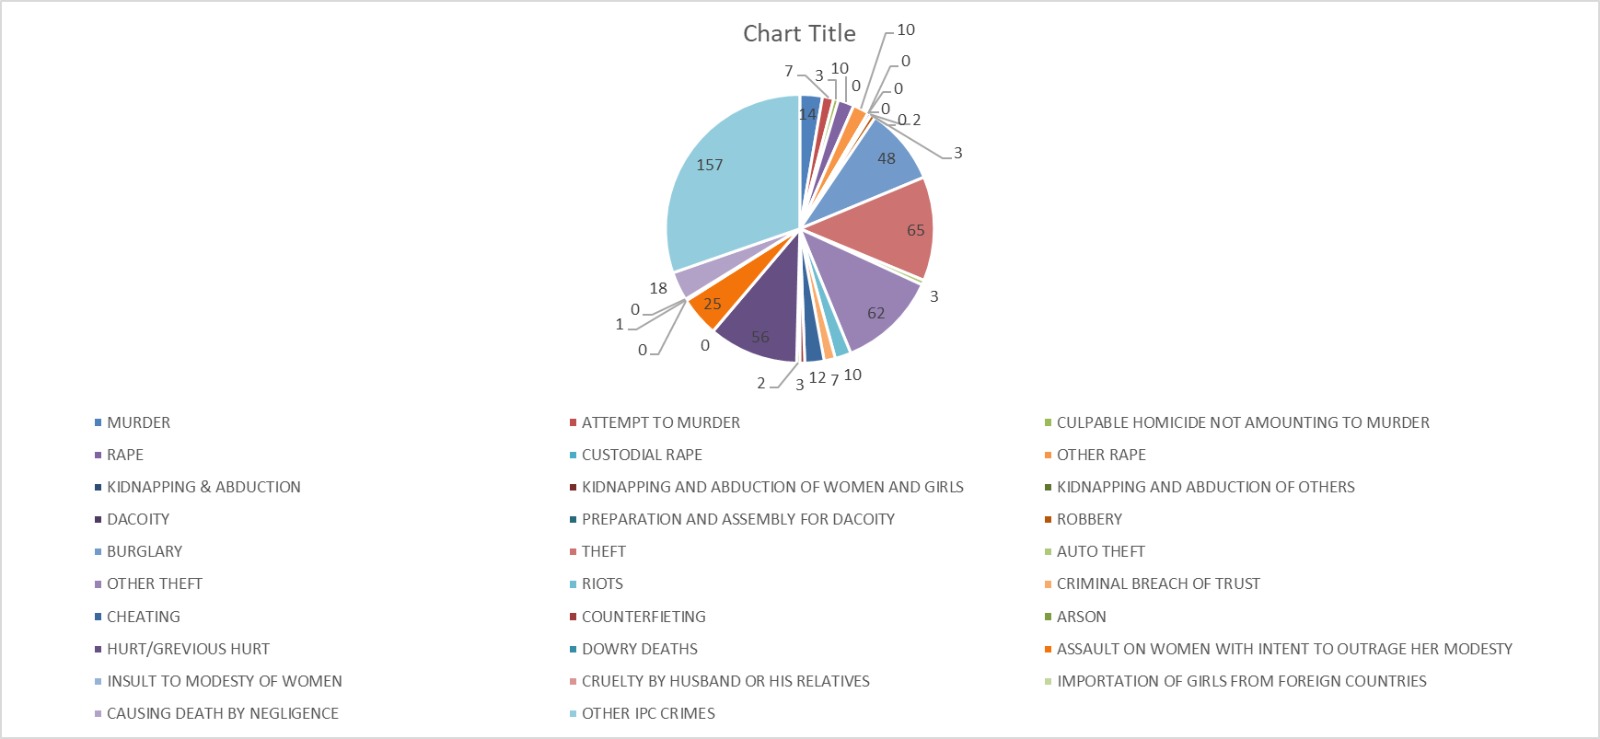 Chart Title
10
0
7
3
10
0
0
0
14
0
2
3
157
48
65
18
0
1
0
25
0
56
62
3
2
3
12
7
10
MURDER
ATTEMPT TO MURDER
CULPABLE HOMICIDE NOT AMOUNTING TO MURDER
RAPE
CUSTODIAL RAPE
OTHER RAPE
KIDNAPPING & ABDUCTION
KIDNAPPING AND ABDUCTION OF WOMEN AND GIRLS
KIDNAPPING AND ABDUCTION OF OTHERS
DACOITY
PREPARATION AND ASSEMBLY FOR DACOITY
ROBBERY
BURGLARY
THEFT
AUTO THEFT
OTHER THEFT
RIOTS
CRIMINAL BREACH OF TRUST
CHEATING
COUNTERFIETING
ARSON
HURT/GREVIOUS HURT
DOWRY DEATHS
ASSAULT ON WOMEN WITH INTENT TO OUTRAGE HER MODESTY
INSULT TO MODESTY OF WOMEN
CRUELTY BY HUSBAND OR HIS RELATIVES
IMPORTATION OF GIRLS FROM FOREIGN COUNTRIES
CAUSING DEATH BY NEGLIGENCE
OTHER IPC CRIMES